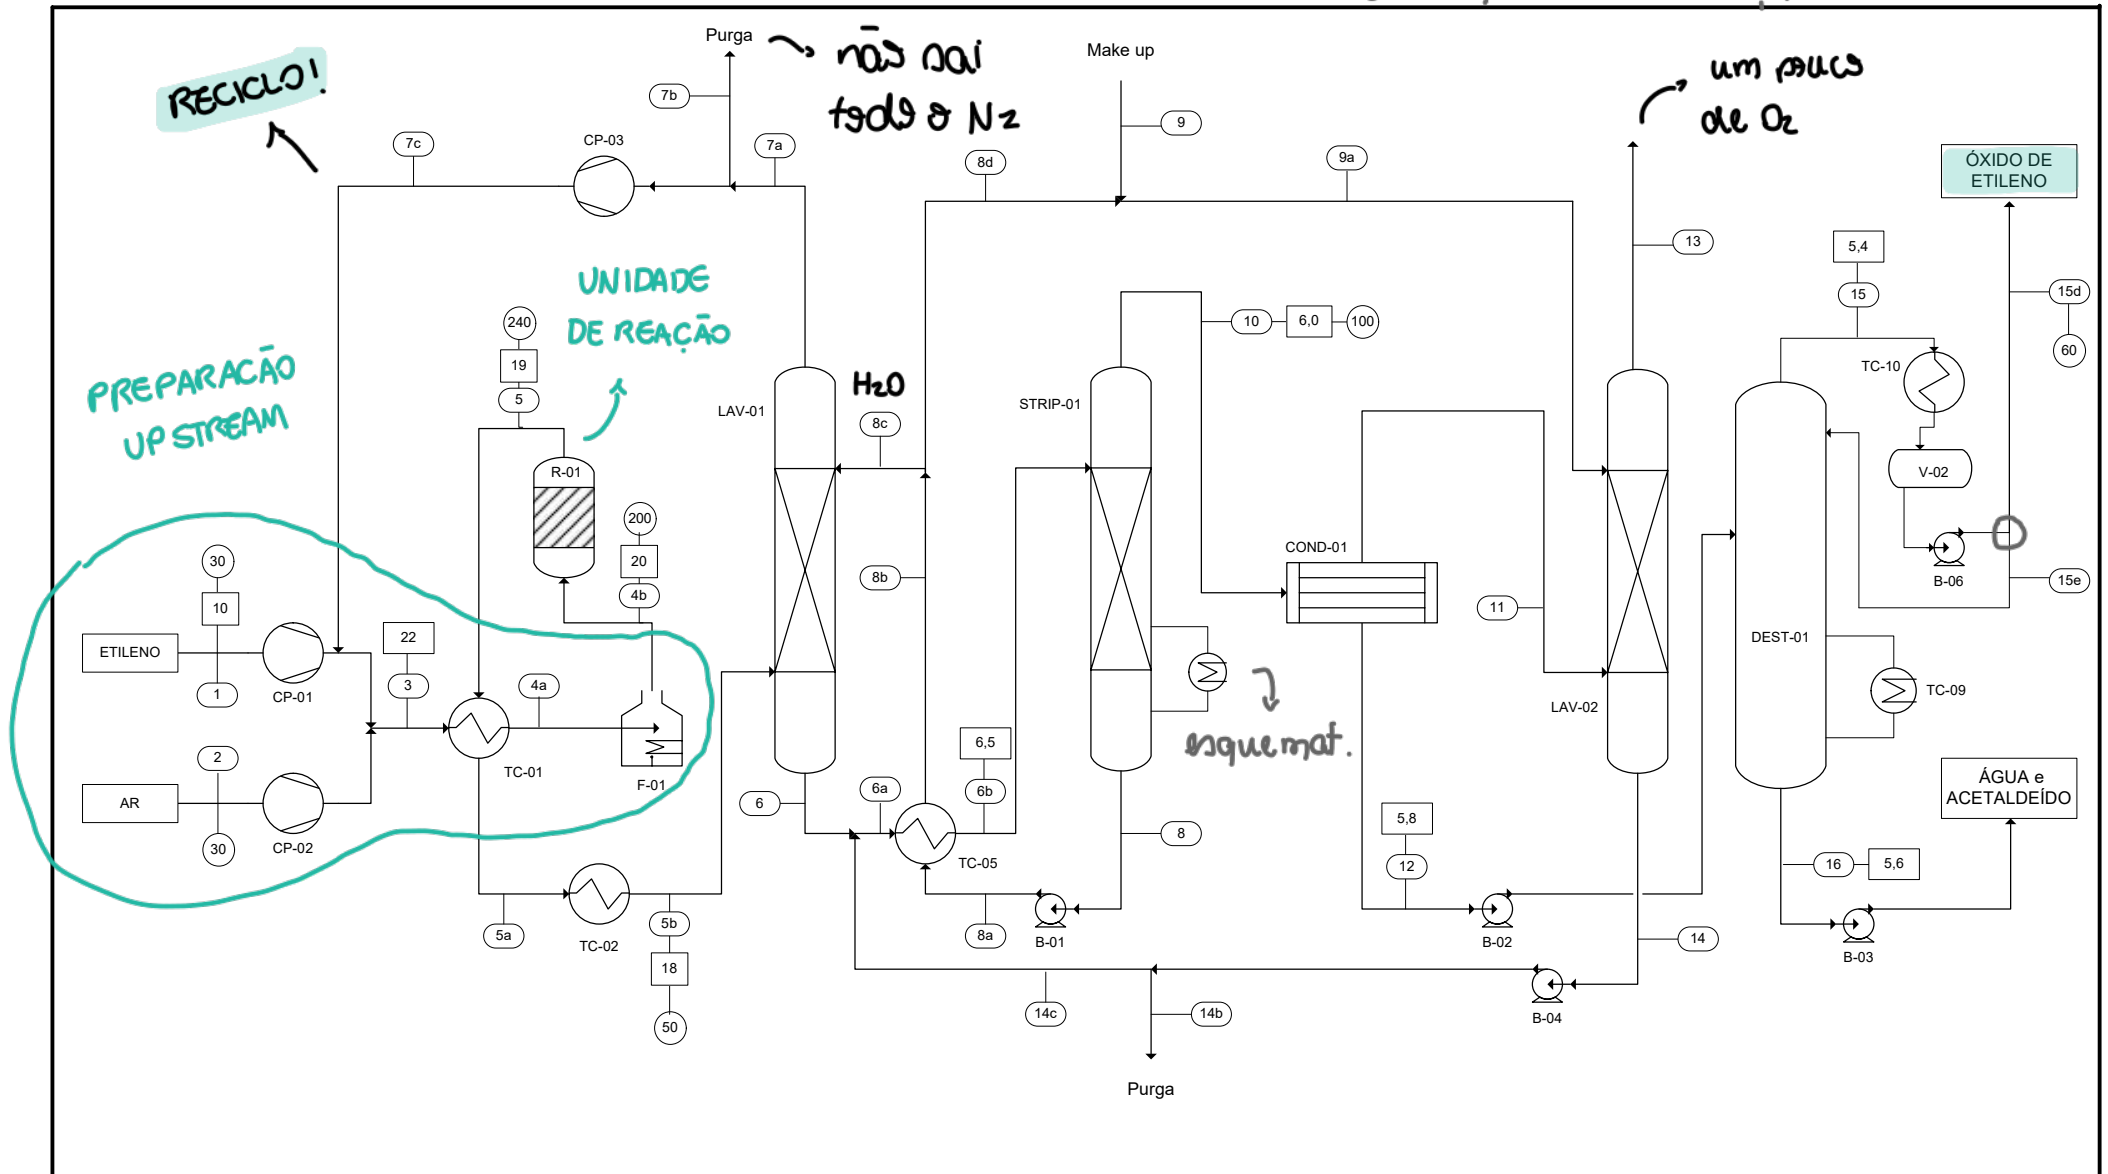 Purga
não sai
todo o N2
Make up
um pouco
de O2
RECICLO!
7b
9
CP-03
7c
7a
8d
9a
ÓXIDO DE
ETILENO
13
5,4
15
15d
60
TC-10
UNIDADE
DE REAÇÃO
240
19
5
10
6,0
100
PREPARACÃO
UPSTREAM
H2O
LAV-01
STRIP-01
8c
R-01
V-02
200
20
4b
30
10
1
ETILENO
CP-01
22
3
4a
2
AR
30
CP-02
TC-01
F-01
8b
COND-01
11
B-06
15e
DEST-01
TC-09
LAV-02
esquemat.
6,5
6
6a
6b
TC-05
8
8a
B-01
5,8
12
B-02
ÁGUA e
ACETALDEÍDO
16
5,6
B-03
5a
TC-02
5b
18
50
14
14c
14b
B-04
Purga